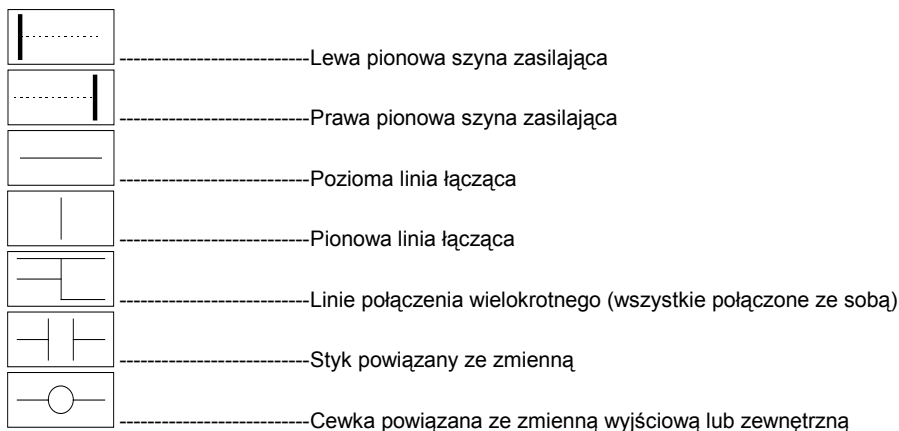 ---------------------------Lewa pionowa szyna zasilająca
---------------------------Prawa pionowa szyna zasilająca
---------------------------Pozioma linia łącząca
---------------------------Pionowa linia łącząca
---------------------------Linie połączenia wielokrotnego (wszystkie połączone ze sobą)
---------------------------Styk powiązany ze zmienną
---------------------------Cewka powiązana ze zmienną wyjściową lub zewnętrzną